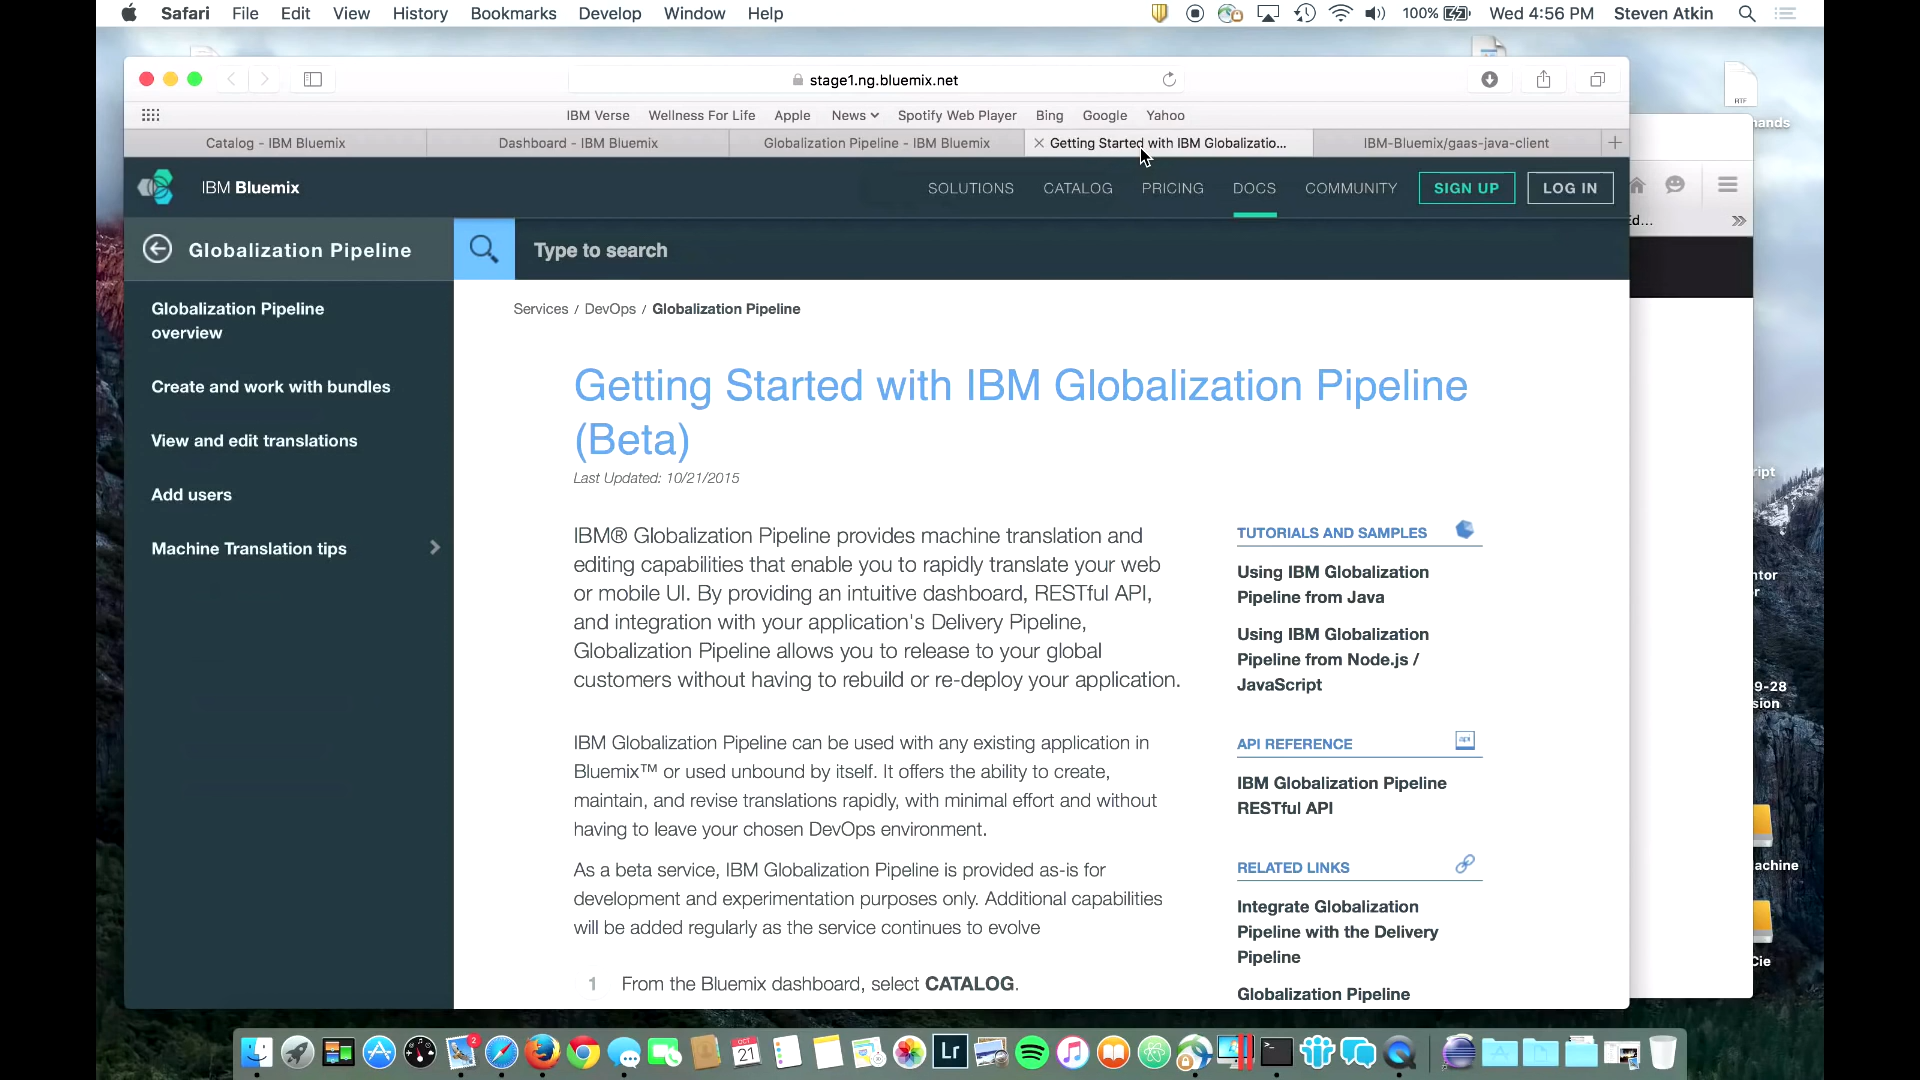 Safari File Edit View History Bookmarks Develop Window Help 100% Wed 4:56 PM Steven Atkin
stage1.ng.bluemix.net
RTF
IBM Verse Wellness For Life Apple News Spotify Web Player Bing Google Yahoo
Catalog - IBM Bluemix Dashboard - IBM Bluemix Globalization Pipeline - IBM Bluemix Getting Started with IBM Globalizatio... IBM-Bluemix/gaas-java-client
IBM Bluemix SOLUTIONS CATALOG PRICING DOCS COMMUNITY SIGN UP LOG IN
Globalization Pipeline Type to search
Globalization Pipeline
overview
Create and work with bundles
View and edit translations
Add users
Machine Translation tips
Services / DevOps / Globalization Pipeline
Getting Started with IBM Globalization Pipeline
(Beta)
Last Updated: 10/21/2015
IBM® Globalization Pipeline provides machine translation and
editing capabilities that enable you to rapidly translate your web
or mobile UI. By providing an intuitive dashboard, RESTful API,
and integration with your application's Delivery Pipeline,
Globalization Pipeline allows you to release to your global
customers without having to rebuild or re-deploy your application.
IBM Globalization Pipeline can be used with any existing application in
Bluemix™ or used unbound by itself. It offers the ability to create,
maintain, and revise translations rapidly, with minimal effort and without
having to leave your chosen DevOps environment.
As a beta service, IBM Globalization Pipeline is provided as-is for
development and experimentation purposes only. Additional capabilities
will be added regularly as the service continues to evolve
1 From the Bluemix dashboard, select CATALOG.
TUTORIALS AND SAMPLES
Using IBM Globalization
Pipeline from Java
Using IBM Globalization
Pipeline from Node.js /
JavaScript
API REFERENCE
api
IBM Globalization Pipeline
RESTful API
RELATED LINKS
Integrate Globalization
Pipeline with the Delivery
Pipeline
Globalization Pipeline
2
OCT
21
Lr